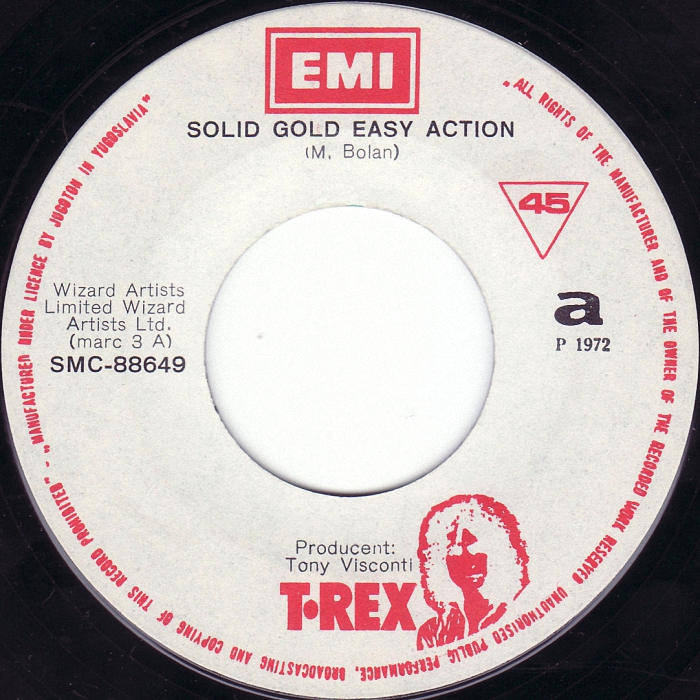 EMI
SOLID GOLD EASY ACTION
(M. Bolan)
45
Wizard Artists
Limited Wizard
Artists Ltd.
(marc 3 A)
SMC-88649
a
P 1972
Producent:
Tony Visconti
T•REX
„ALL RIGHTS OF THE MANUFACTURER AND OF THE OWNER OF THE RECORDED WORK RESERVED UNAUTHORISED PUBLIC PERFORMANCE, BROADCASTING AND COPYING OF THIS RECORD PROHIBITED" - „MANUFACTURED UNDER LICENCE BY JUGOTON IN YUGOSLAVIA"